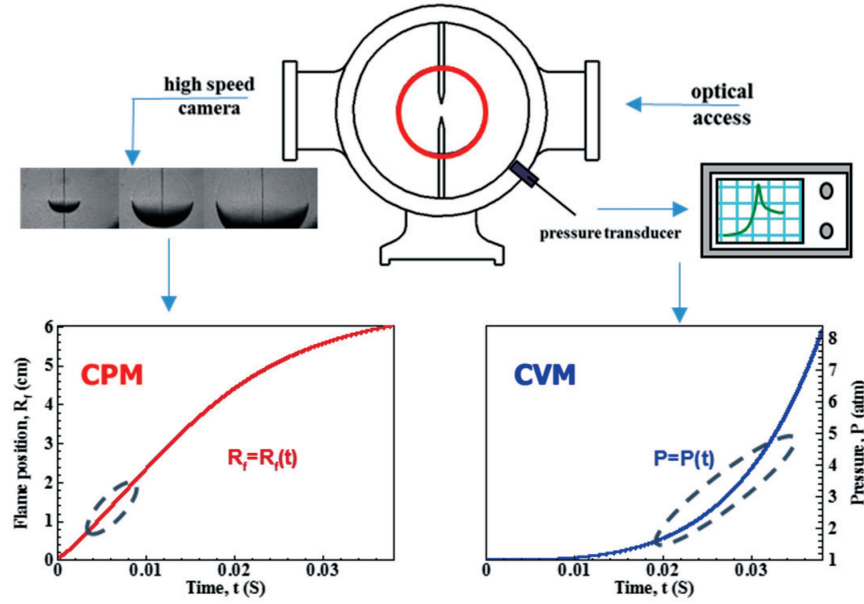 high speed
camera
optical
access
pressure transducer
CPM
Flame position, R_f (cm)
6
5
4
3
2
1
0
R_f=R_f(t)
0 0.01 0.02 0.03
Time, t (S)
CVM
P=P(t)
8
7
6
5
4
3
2
1
Pressure, P (atm)
0 0.01 0.02 0.03
Time, t (S)